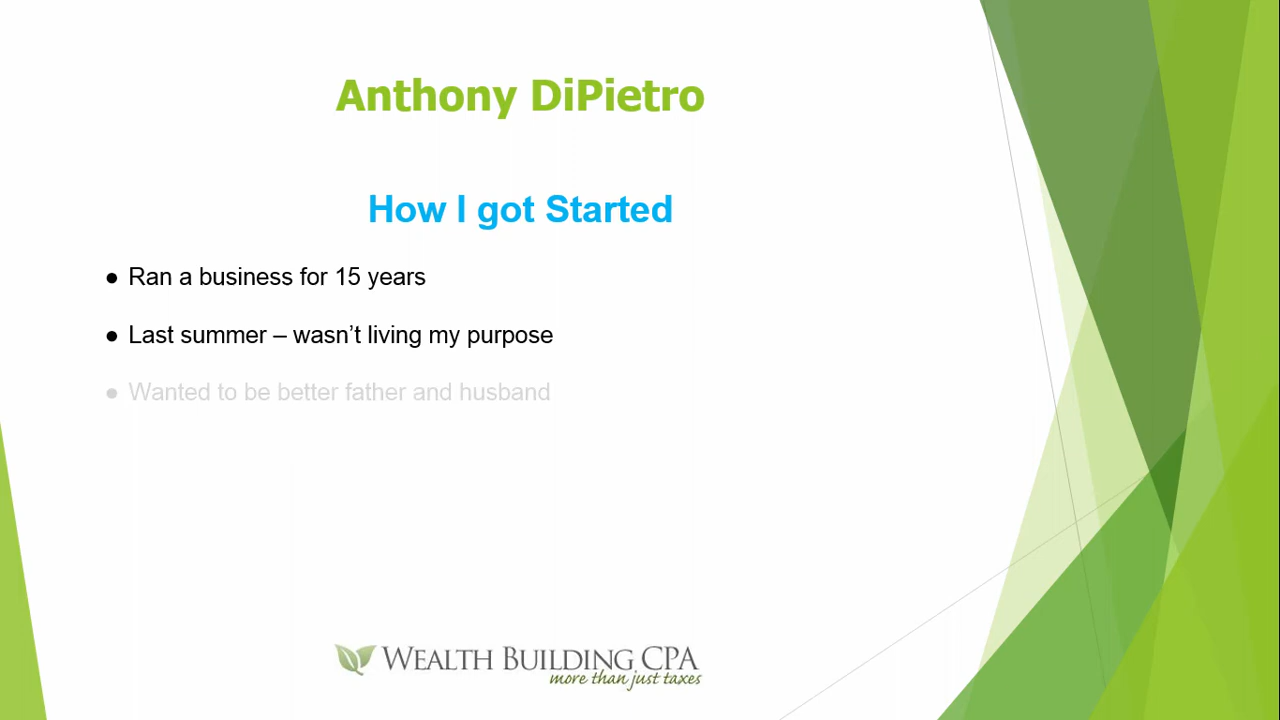 Anthony DiPietro
How I got Started
● Ran a business for 15 years
● Last summer – wasn’t living my purpose
● Wanted to be better father and husband
WEALTH BUILDING CPA
more than just taxes